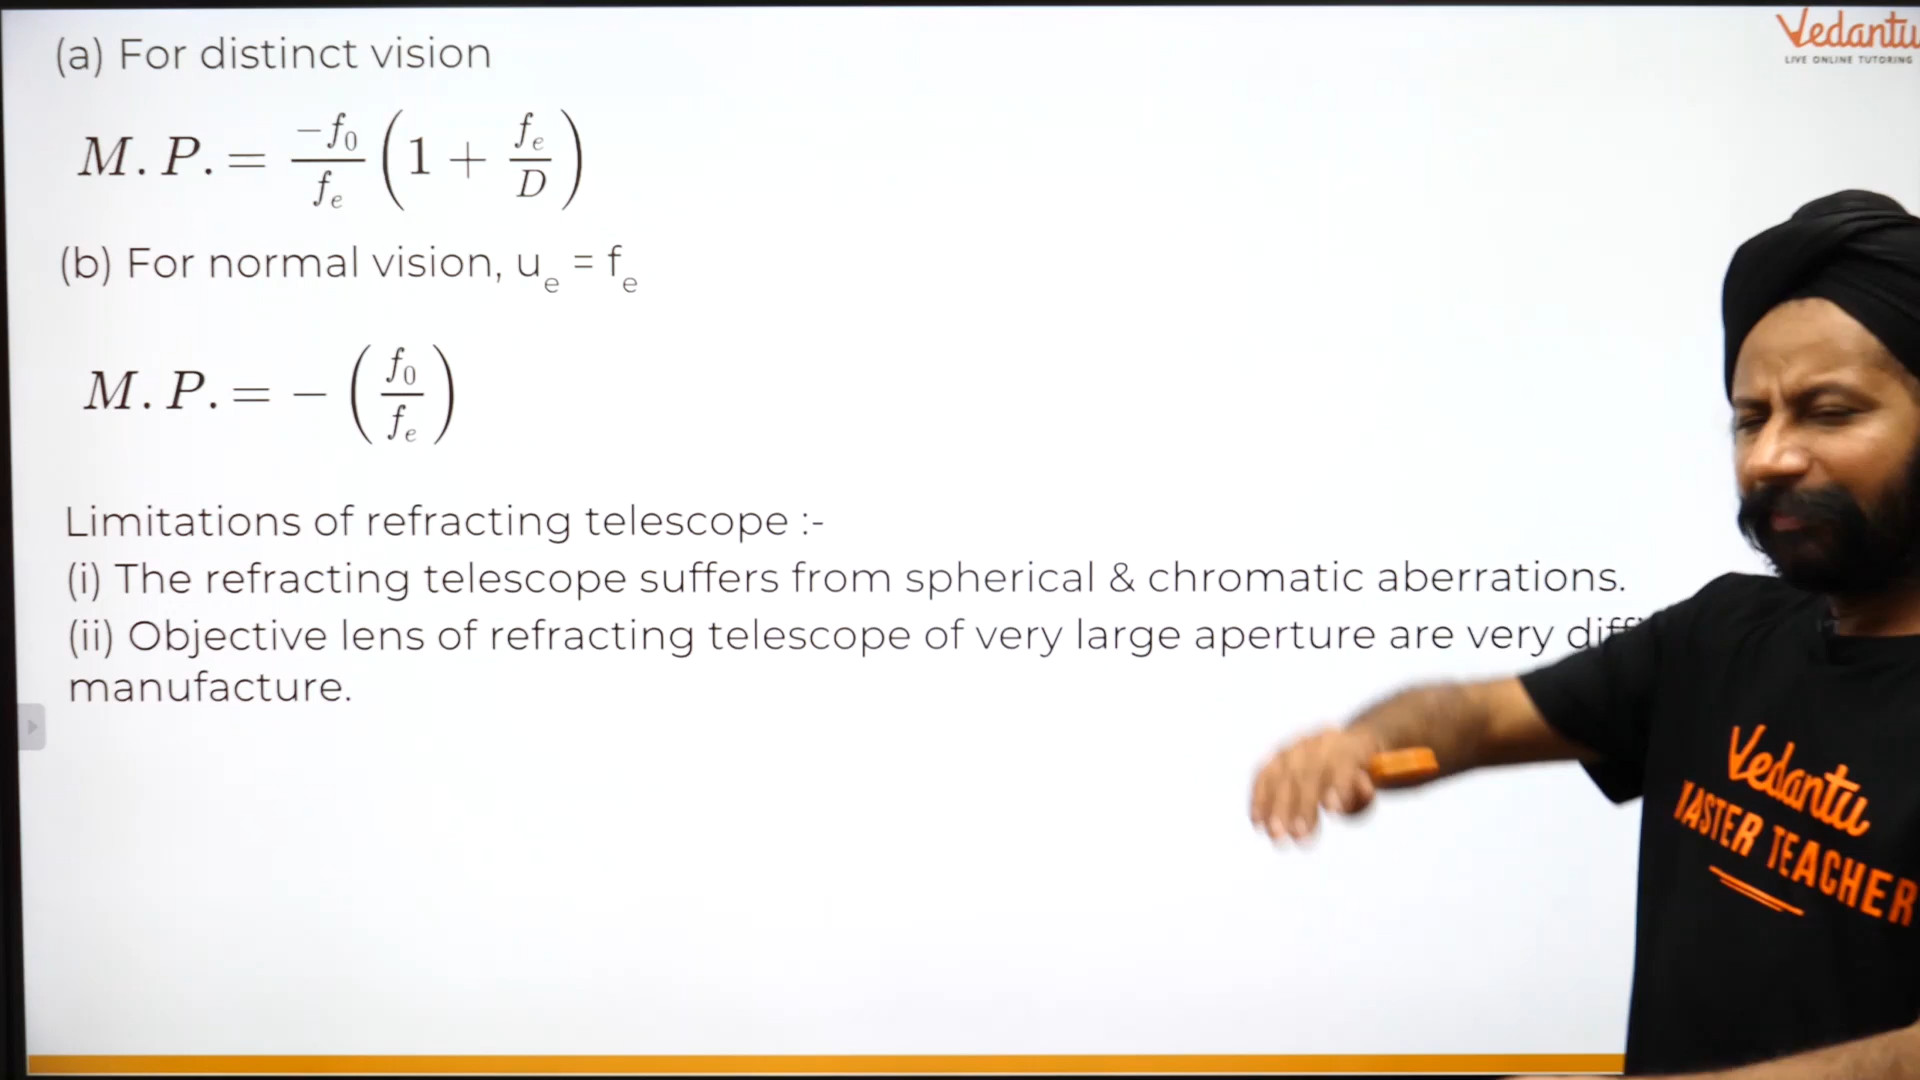 (a) For distinct vision
M. P. = -f₀/fₑ (1 + fₑ/D)
(b) For normal vision, uₑ = fₑ
M. P. = - (f₀/fₑ)
Limitations of refracting telescope :-
(i) The refracting telescope suffers from spherical & chromatic aberrations.
(ii) Objective lens of refracting telescope of very large aperture are very
manufacture.
Vedantu
LIVE ONLINE TUTORING
Vedantu
MASTER TEACHER